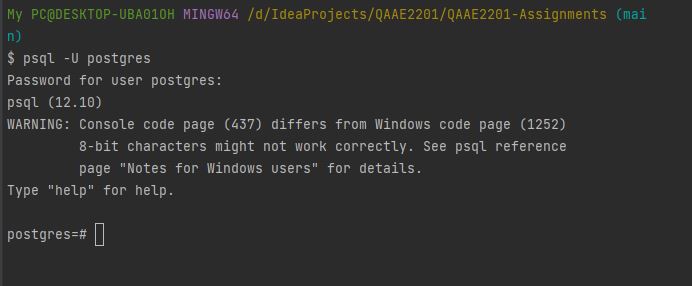 My PC@DESKTOP-UBA01OH MINGW64 /d/IdeaProjects/QAAE2201/QAAE2201-Assignments (mai
n)
$ psql -U postgres
Password for user postgres:
psql (12.10)
WARNING: Console code page (437) differs from Windows code page (1252)
         8-bit characters might not work correctly. See psql reference
         page "Notes for Windows users" for details.
Type "help" for help.

postgres=#